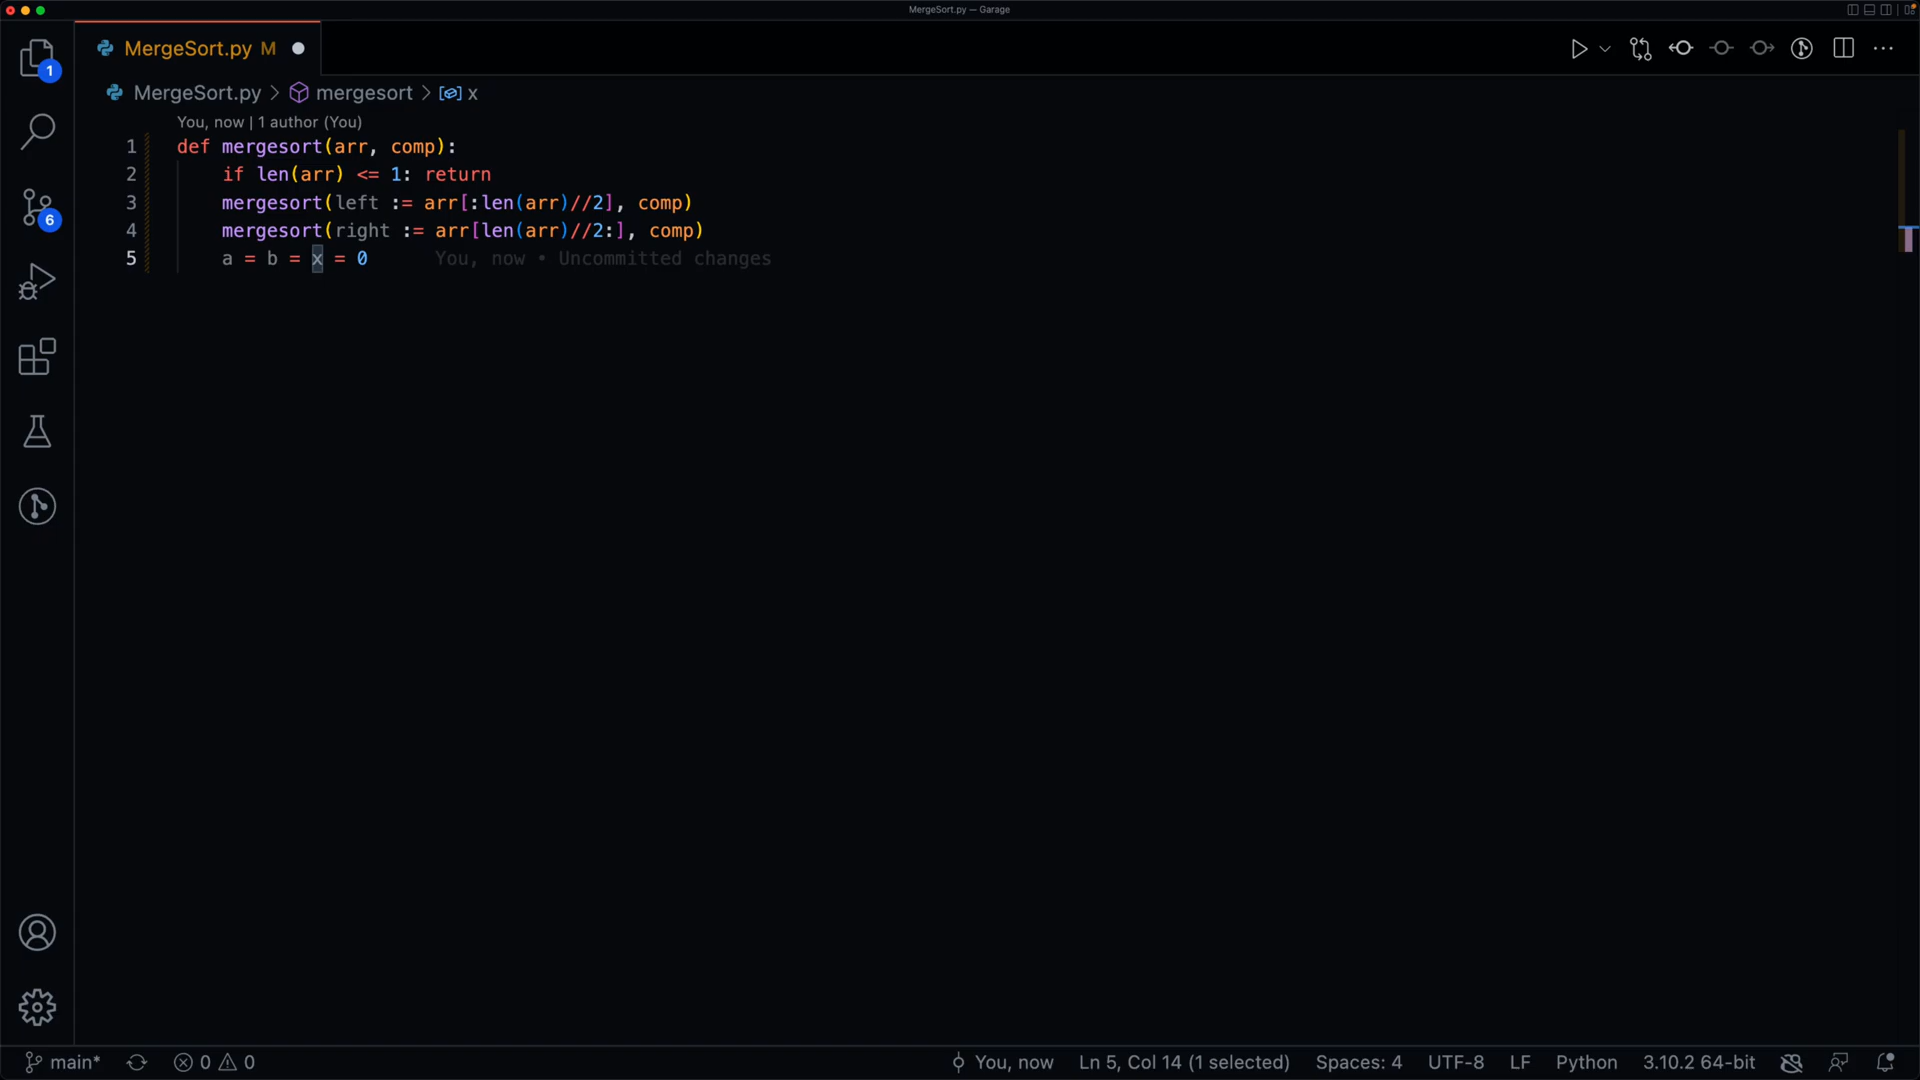 MergeSort.py — Garage
MergeSort.py M
MergeSort.py > mergesort > x
You, now | 1 author (You)
1 def mergesort(arr, comp):
2 if len(arr) <= 1: return
3 mergesort(left := arr[:len(arr)//2], comp)
4 mergesort(right := arr[len(arr)//2:], comp)
5 a = b = x = 0 You, now • Uncommitted changes
1
6
main* 0 0 You, now Ln 5, Col 14 (1 selected) Spaces: 4 UTF-8 LF Python 3.10.2 64-bit